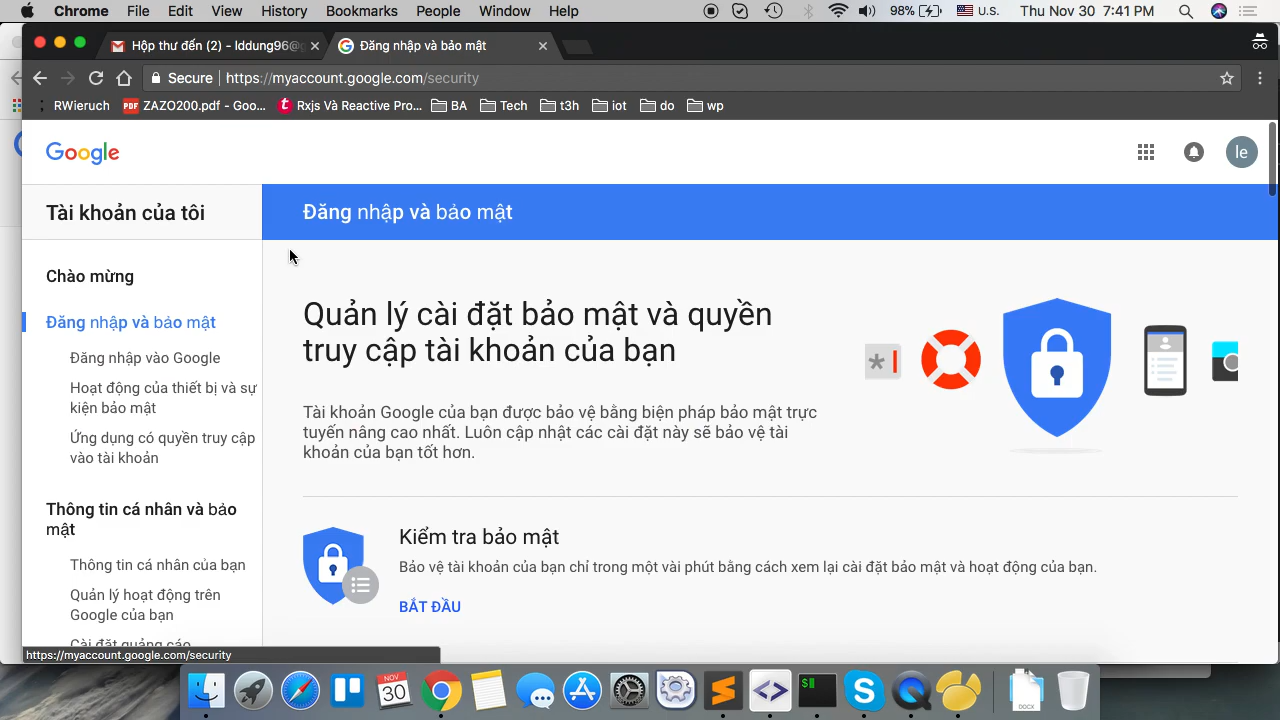 Chrome File Edit View History Bookmarks People Window Help 98% U.S. Thu Nov 30 7:41 PM
Hộp thư đến (2) - lddung96@g
Đăng nhập và bảo mật
Secure https://myaccount.google.com/security
RWieruch ZAZO200.pdf - Goo... Rxjs Và Reactive Pro... BA Tech t3h iot do wp
Google
le
Tài khoản của tôi
Đăng nhập và bảo mật
Chào mừng
Đăng nhập và bảo mật
Đăng nhập vào Google
Hoạt động của thiết bị và sự
kiện bảo mật
Ứng dụng có quyền truy cập
vào tài khoản
Thông tin cá nhân và bảo
mật
Thông tin cá nhân của bạn
Quản lý hoạt động trên
Google của bạn
Cài đặt quảng cáo
Quản lý cài đặt bảo mật và quyền
truy cập tài khoản của bạn
Tài khoản Google của bạn được bảo vệ bằng biện pháp bảo mật trực
tuyến nâng cao nhất. Luôn cập nhật các cài đặt này sẽ bảo vệ tài
khoản của bạn tốt hơn.
Kiểm tra bảo mật
Bảo vệ tài khoản của bạn chỉ trong một vài phút bằng cách xem lại cài đặt bảo mật và hoạt động của bạn.
BẮT ĐẦU
https://myaccount.google.com/security
NOV
30
DOCX